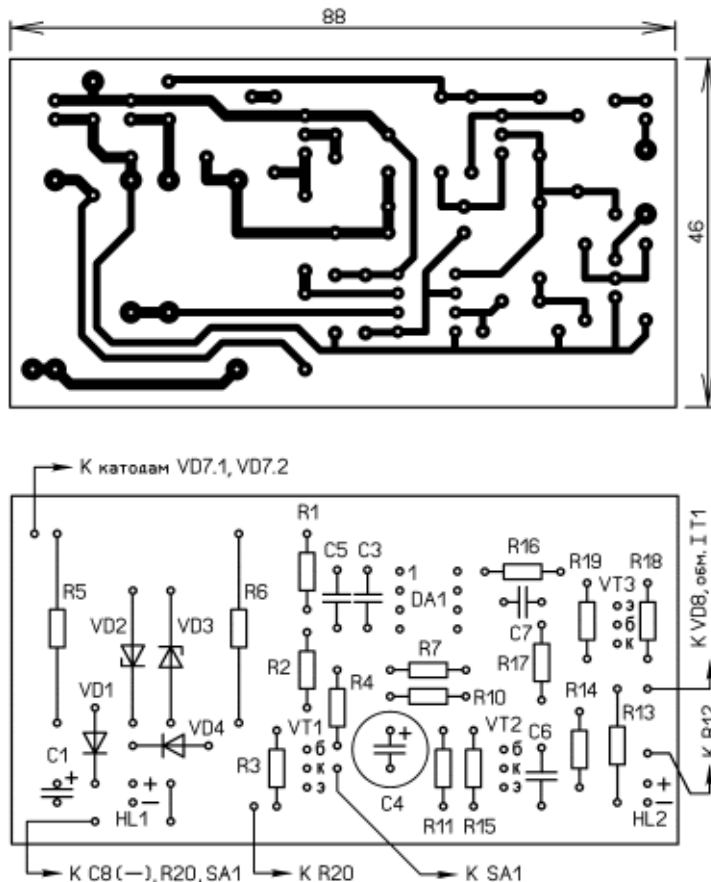 88
46
К катодам VD7.1, VD7.2
R1
C5 C3
R16
R19 R18
К VD8, обм. I T1
R5
R6
1
DA1
VT3
э
б
к
VD2
VD3
C7
R17
R2
R4
R7
VD1
R10
R14
R13
К R12
VD4
VT1
VT2
C6
C1
+
R3
б
к
э
+
б
к
э
+
–
HL1
C4
R11 R15
+
–
HL2
К C8 (—), R20, SA1
К R20
К SA1